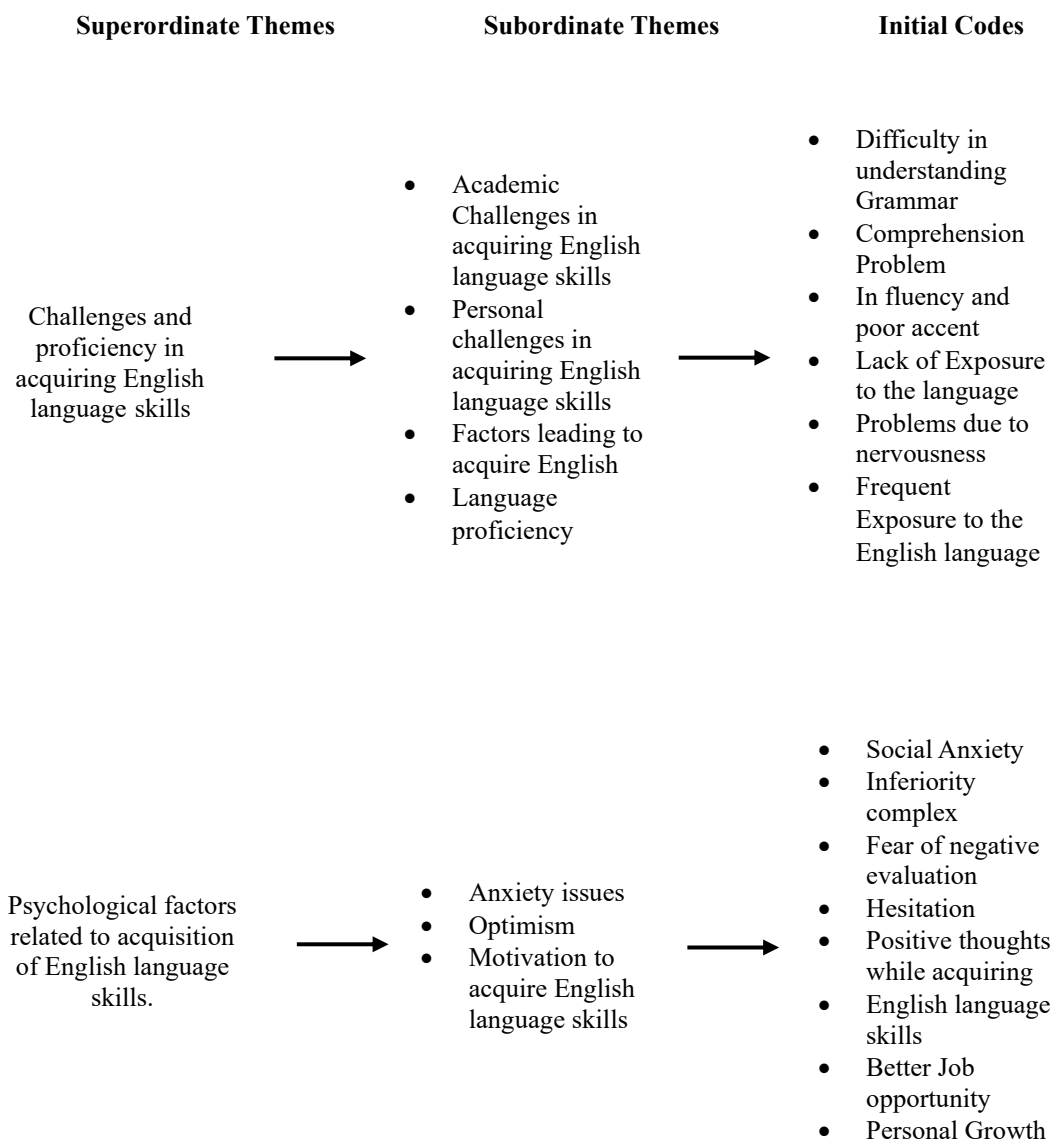 Superordinate Themes Subordinate Themes Initial Codes
Challenges and
proficiency in
acquiring English
language skills
• Academic
Challenges in
acquiring English
language skills
• Personal
challenges in
acquiring English
language skills
• Factors leading to
acquire English
• Language
proficiency
• Difficulty in
understanding
Grammar
• Comprehension
Problem
• In fluency and
poor accent
• Lack of Exposure
to the language
• Problems due to
nervousness
• Frequent
Exposure to the
English language
Psychological factors
related to acquisition
of English language
skills.
• Anxiety issues
• Optimism
• Motivation to
acquire English
language skills
• Social Anxiety
• Inferiority
complex
• Fear of negative
evaluation
• Hesitation
• Positive thoughts
while acquiring
• English language
skills
• Better Job
opportunity
• Personal Growth